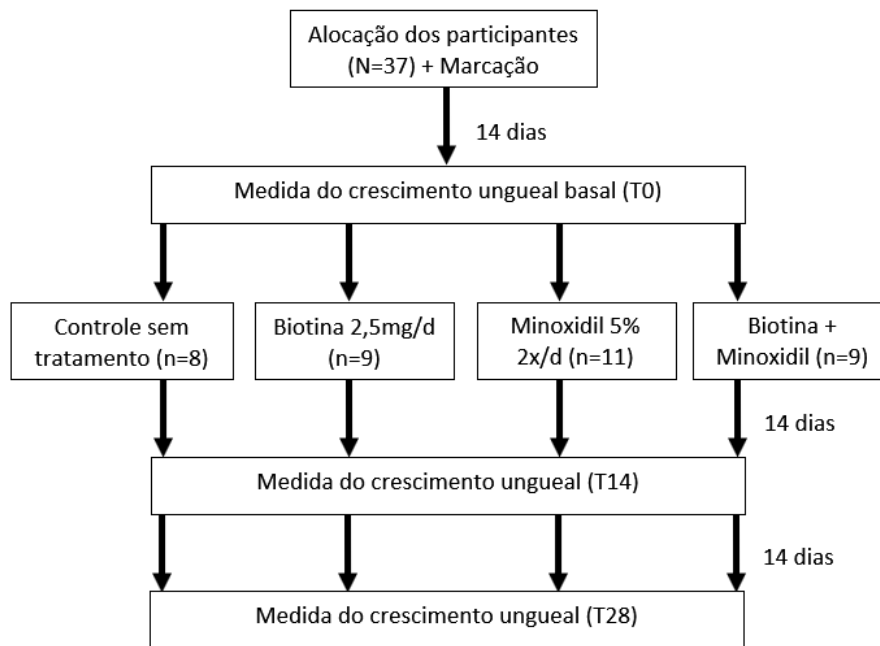 Alocação dos participantes
(N=37) + Marcação
14 dias
Medida do crescimento ungueal basal (T0)
Controle sem
tratamento (n=8)
Biotina 2,5mg/d
(n=9)
Minoxidil 5%
2x/d (n=11)
Biotina +
Minoxidil (n=9)
14 dias
Medida do crescimento ungueal (T14)
14 dias
Medida do crescimento ungueal (T28)